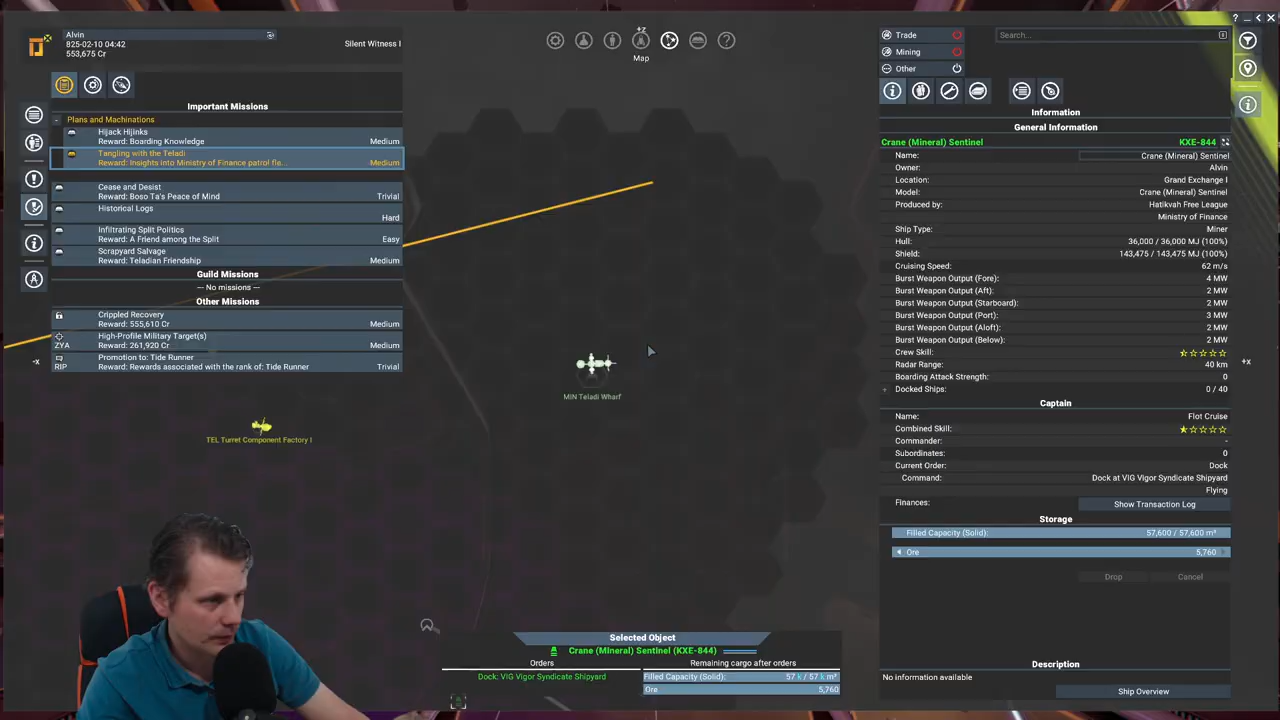 Alvin
825-02-10 04:42
553,675 Cr
Silent Witness I
+z
Map
Important Missions
Plans and Machinations
Hijack Hijinks
Reward: Boarding Knowledge
Medium
Tangling with the Teladi
Reward: Insights into Ministry of Finance patrol fle...
Medium
Cease and Desist
Reward: Boso Ta's Peace of Mind
Trivial
Historical Logs
Hard
Infiltrating Split Politics
Reward: A Friend among the Split
Easy
Scrapyard Salvage
Reward: Teladian Friendship
Medium
Guild Missions
--- No missions ---
Other Missions
Crippled Recovery
Reward: 555,610 Cr
Medium
High-Profile Military Target(s)
ZYA
Reward: 261,920 Cr
Medium
Promotion to: Tide Runner
RIP
Reward: Rewards associated with the rank of: Tide Runner
Trivial
-x
+x
MIN Teladi Wharf
TEL Turret Component Factory I
Selected Object
Crane (Mineral) Sentinel (KXE-844)
Orders
Remaining cargo after orders
Dock: VIG Vigor Syndicate Shipyard
Filled Capacity (Solid): 57 k / 57 k m³
Ore 5,760
Trade
Mining
Other
Search...
Information
General Information
Crane (Mineral) Sentinel KXE-844
Name: Crane (Mineral) Sentinel
Owner: Alvin
Location: Grand Exchange I
Model: Crane (Mineral) Sentinel
Produced by: Hatikvah Free League
Ministry of Finance
Ship Type: Miner
Hull: 36,000 / 36,000 MJ (100%)
Shield: 143,475 / 143,475 MJ (100%)
Cruising Speed: 62 m/s
Burst Weapon Output (Fore): 4 MW
Burst Weapon Output (Aft): 2 MW
Burst Weapon Output (Starboard): 2 MW
Burst Weapon Output (Port): 3 MW
Burst Weapon Output (Aloft): 2 MW
Burst Weapon Output (Below): 2 MW
Crew Skill:
Radar Range: 40 km
Boarding Attack Strength: 0
Docked Ships: 0 / 40
Captain
Name: Flot Cruise
Combined Skill:
Commander: -
Subordinates: 0
Current Order: Dock
Command: Dock at VIG Vigor Syndicate Shipyard
Flying
Finances: Show Transaction Log
Storage
Filled Capacity (Solid): 57,600 / 57,600 m³
Ore 5,760
Drop Cancel
Description
No information available
Ship Overview